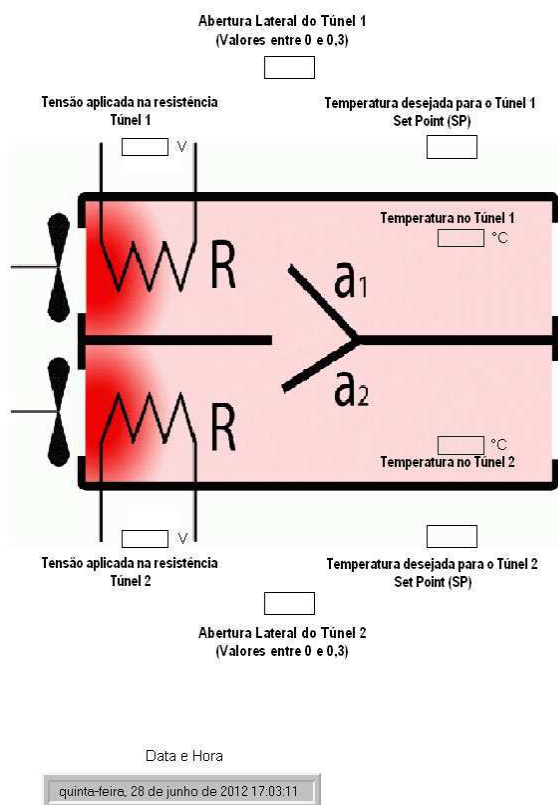 Abertura Lateral do Túnel 1
(Valores entre 0 e 0,3)
Tensão aplicada na resistência
Túnel 1
V
Temperatura desejada para o Túnel 1
Set Point (SP)
Temperatura no Túnel 1
°C
R
a1
a2
R
°C
Temperatura no Túnel 2
V
Tensão aplicada na resistência
Túnel 2
Temperatura desejada para o Túnel 2
Set Point (SP)
Abertura Lateral do Túnel 2
(Valores entre 0 e 0,3)
Data e Hora
quinta-feira, 28 de junho de 2012 17:03:11